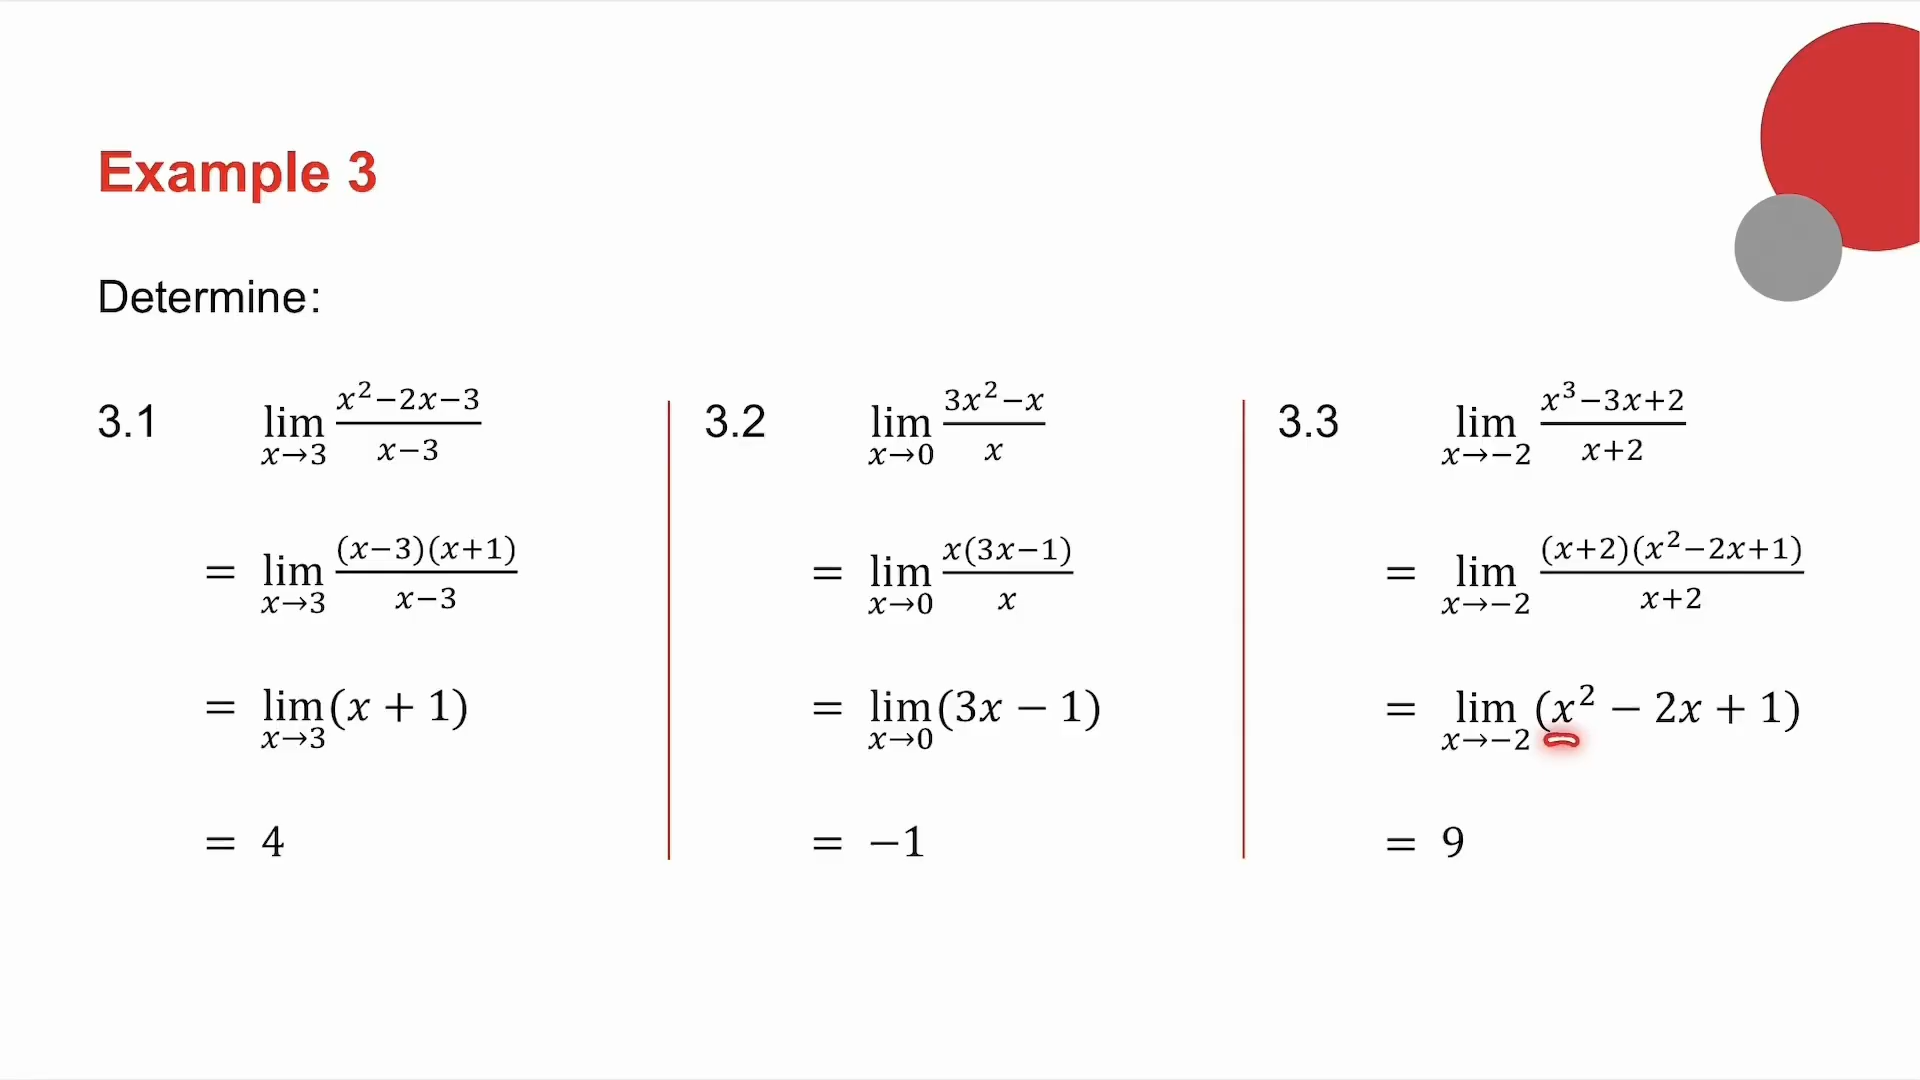 Example 3
Determine:
3.1 lim x→3 (x²−2x−3)/(x−3)
= lim x→3 ((x−3)(x+1))/(x−3)
= lim x→3 (x + 1)
= 4
3.2 lim x→0 (3x²−x)/x
= lim x→0 (x(3x−1))/x
= lim x→0 (3x − 1)
= −1
3.3 lim x→−2 (x³−3x+2)/(x+2)
= lim x→−2 ((x+2)(x²−2x+1))/(x+2)
= lim x→−2 (x² − 2x + 1)
= 9